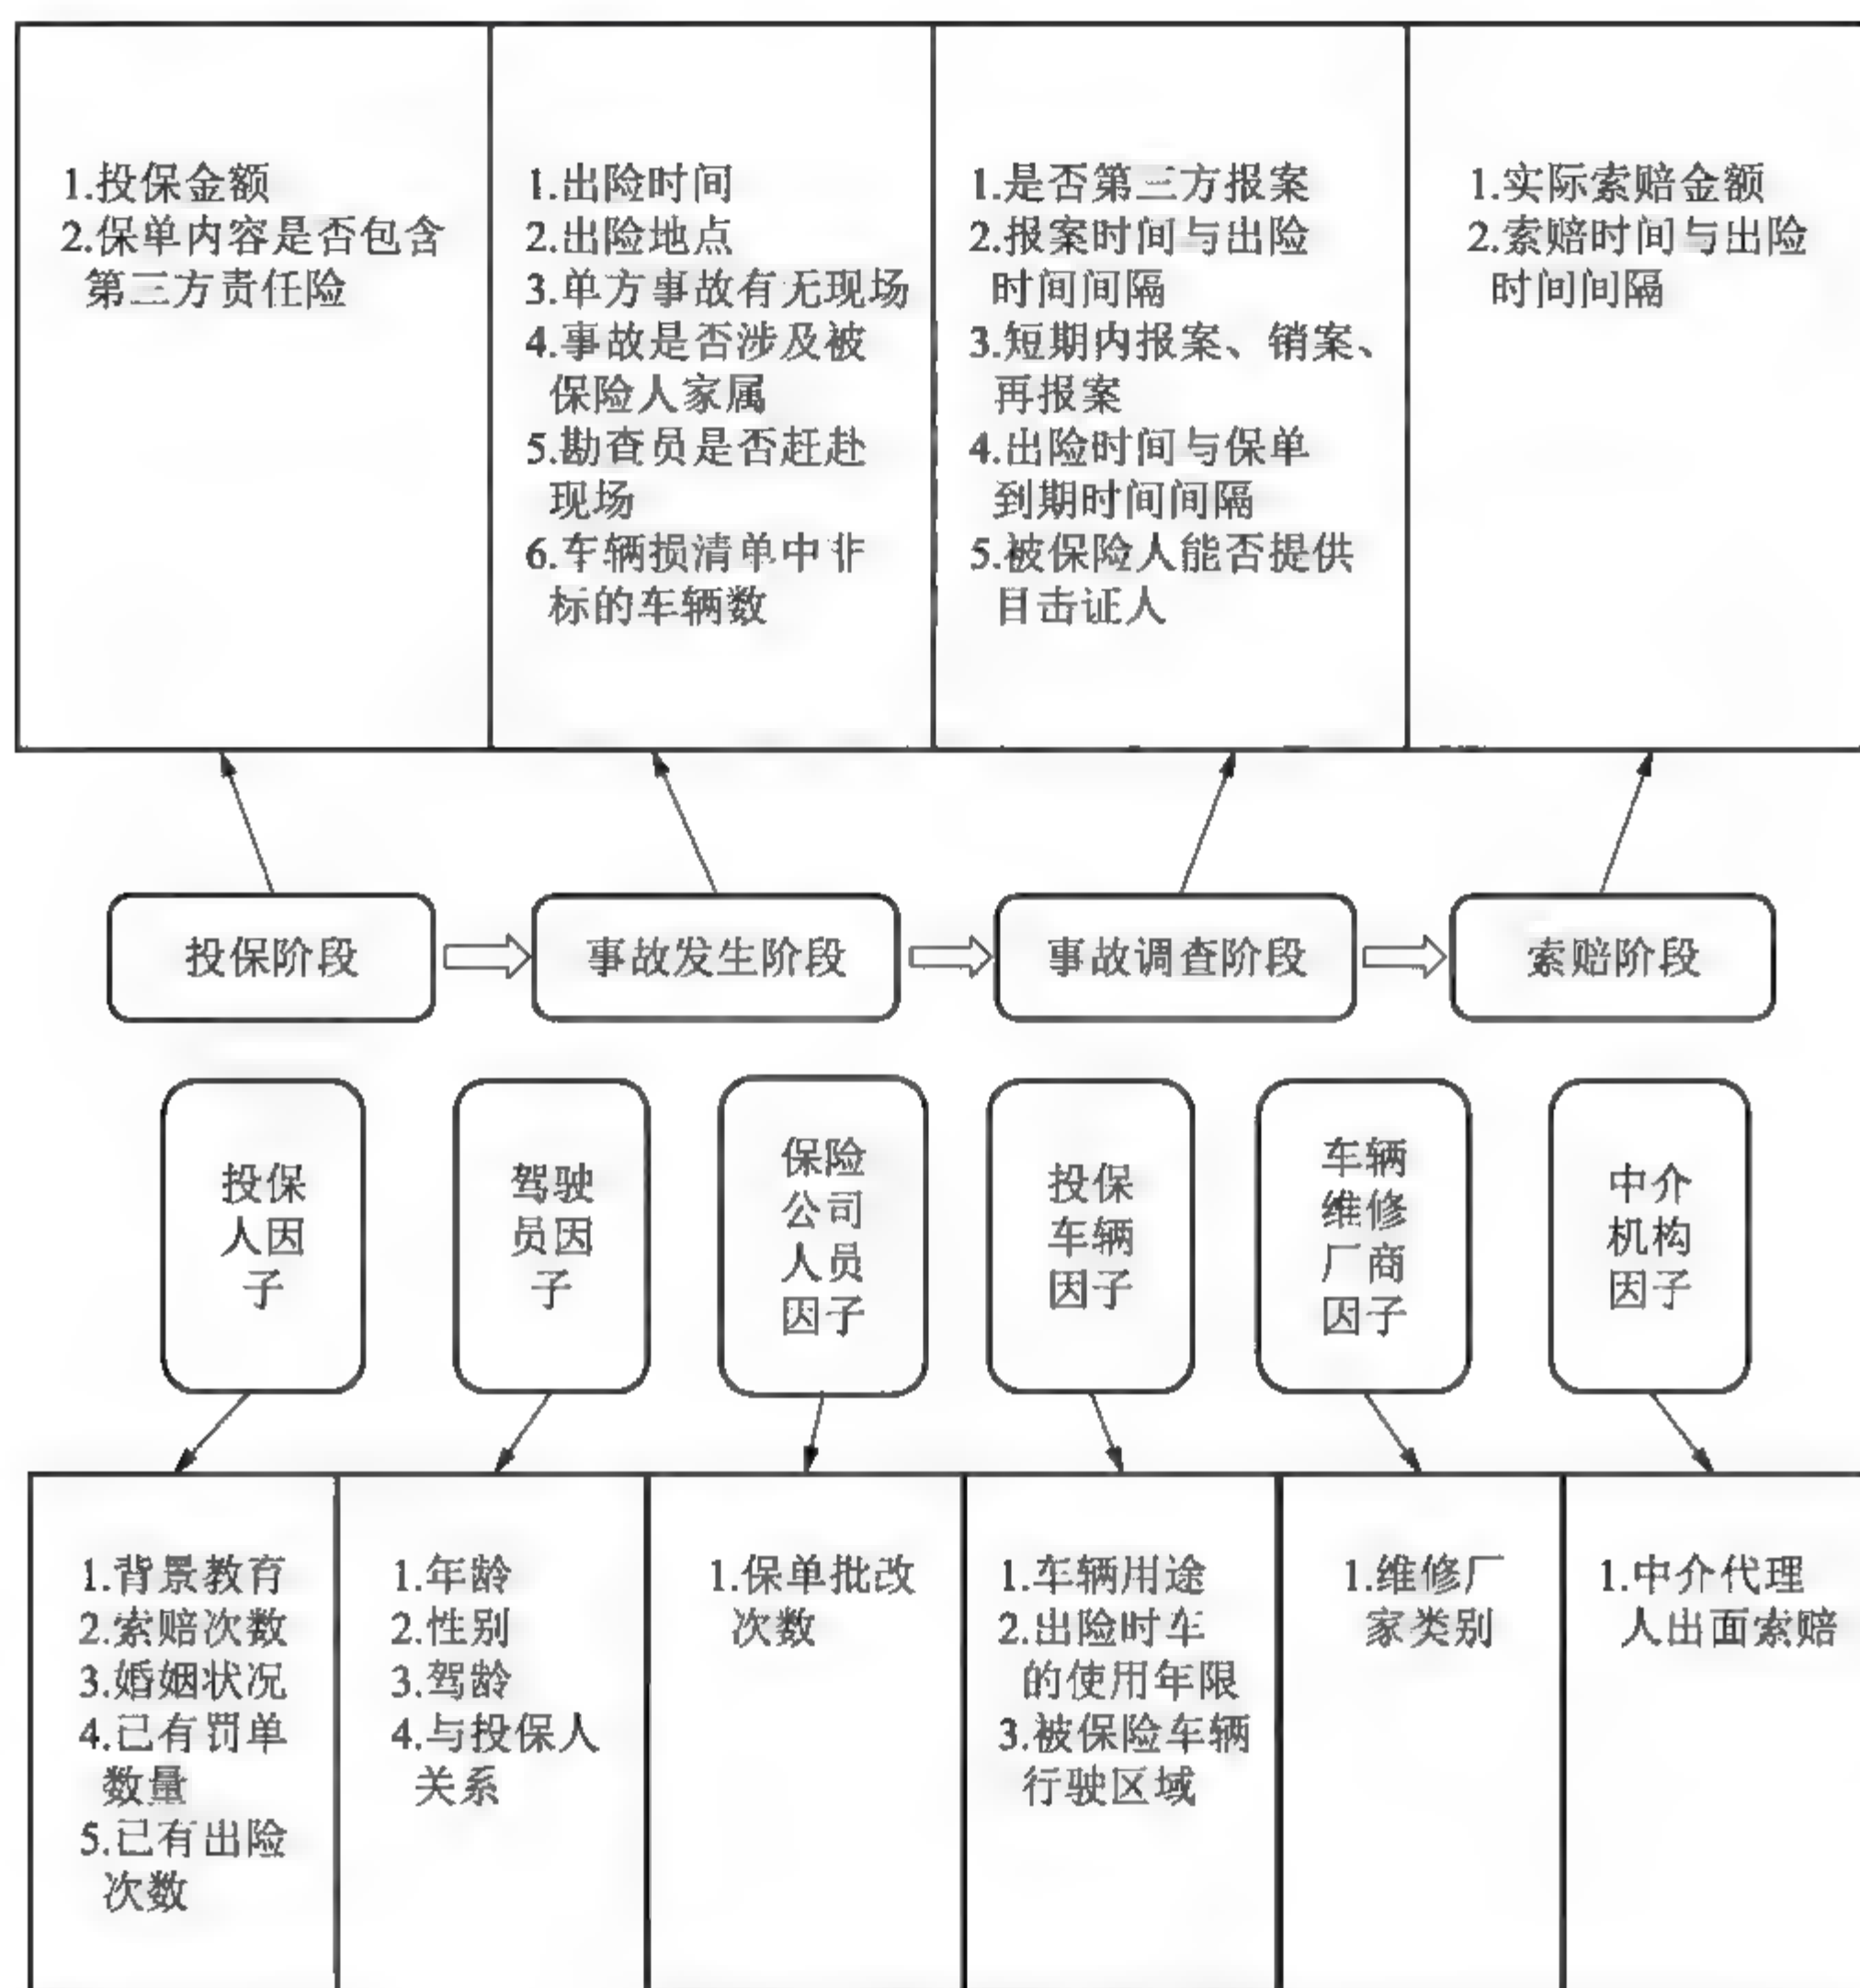 1.投保金额
2.保单内容是否包含
第三方责任险
1.出险时间
2.出险地点
3.单方事故有无现场
4.事故是否涉及被
保险人家属
5.勘查员是否赶赴
现场
6.车辆损清单中非
标的车辆数
1.是否第三方报案
2.报案时间与出险
时间间隔
3.短期内报案、销案、
再报案
4.出险时间与保单
到期时间间隔
5.被保险人能否提供
目击证人
1.实际索赔金额
2.索赔时间与出险
时间间隔
投保阶段
事故发生阶段
事故调查阶段
索赔阶段
投保
人因
子
驾驶
员因
子
保险
公司
人员
因子
投保
车辆
因子
车辆
维修
厂商
因子
中介
机构
因子
1.背景教育
2.索赔次数
3.婚姻状况
4.已有罚单
数量
5.已有出险
次数
1.年龄
2.性别
3.驾龄
4.与投保人
关系
1.保单批改
次数
1.车辆用途
2.出险时车
的使用年限
3.被保险车辆
行驶区域
1.维修厂
家类别
1.中介代理
人出面索赔